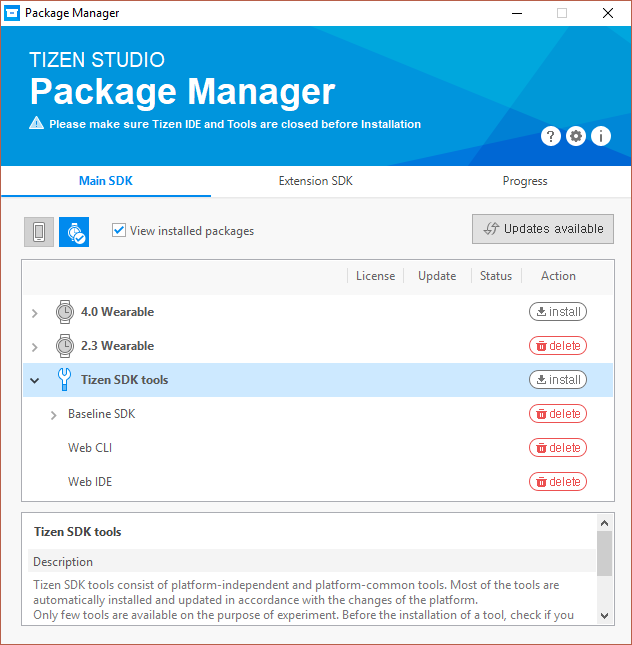 Package Manager
TIZEN STUDIO
Package Manager
Please make sure Tizen IDE and Tools are closed before Installation
? i
Main SDK Extension SDK Progress
View installed packages Updates available
License Update Status Action
4.0 Wearable install
2.3 Wearable delete
Tizen SDK tools install
Baseline SDK delete
Web CLI delete
Web IDE delete
Tizen SDK tools
Description
Tizen SDK tools consist of platform-independent and platform-common tools. Most of the tools are
automatically installed and updated in accordance with the changes of the platform.
Only few tools are available on the purpose of experiment. Before the installation of a tool, check if you